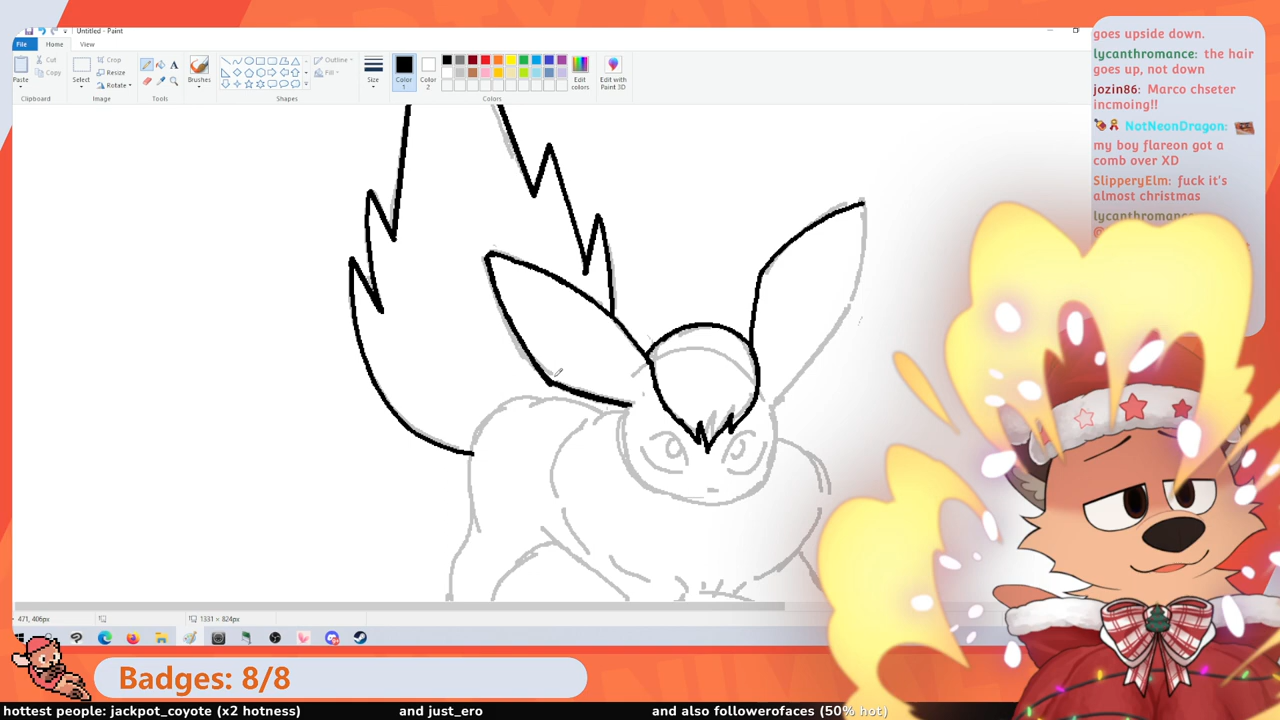 Untitled - Paint
File
Home
View
Paste
Cut
Copy
Clipboard
Select
Crop
Resize
Rotate
Image
A
Tools
Brushes
Outline
Fill
Shapes
Size
Color
1
Color
2
Edit
colors
Edit with
Paint 3D
Colors
goes upside down.
lycanthromance: the hair
goes up, not down
jozin86: Marco chseter
incmoing!!
NotNeonDragon:
my boy flareon got a
comb over XD
SlipperyElm: fuck it's
almost christmas
lycanthromance
@
471, 406px
1331 × 824px
Badges: 8/8
hottest people: jackpot_coyote (x2 hotness) and just_ero and also followerofaces (50% hot)